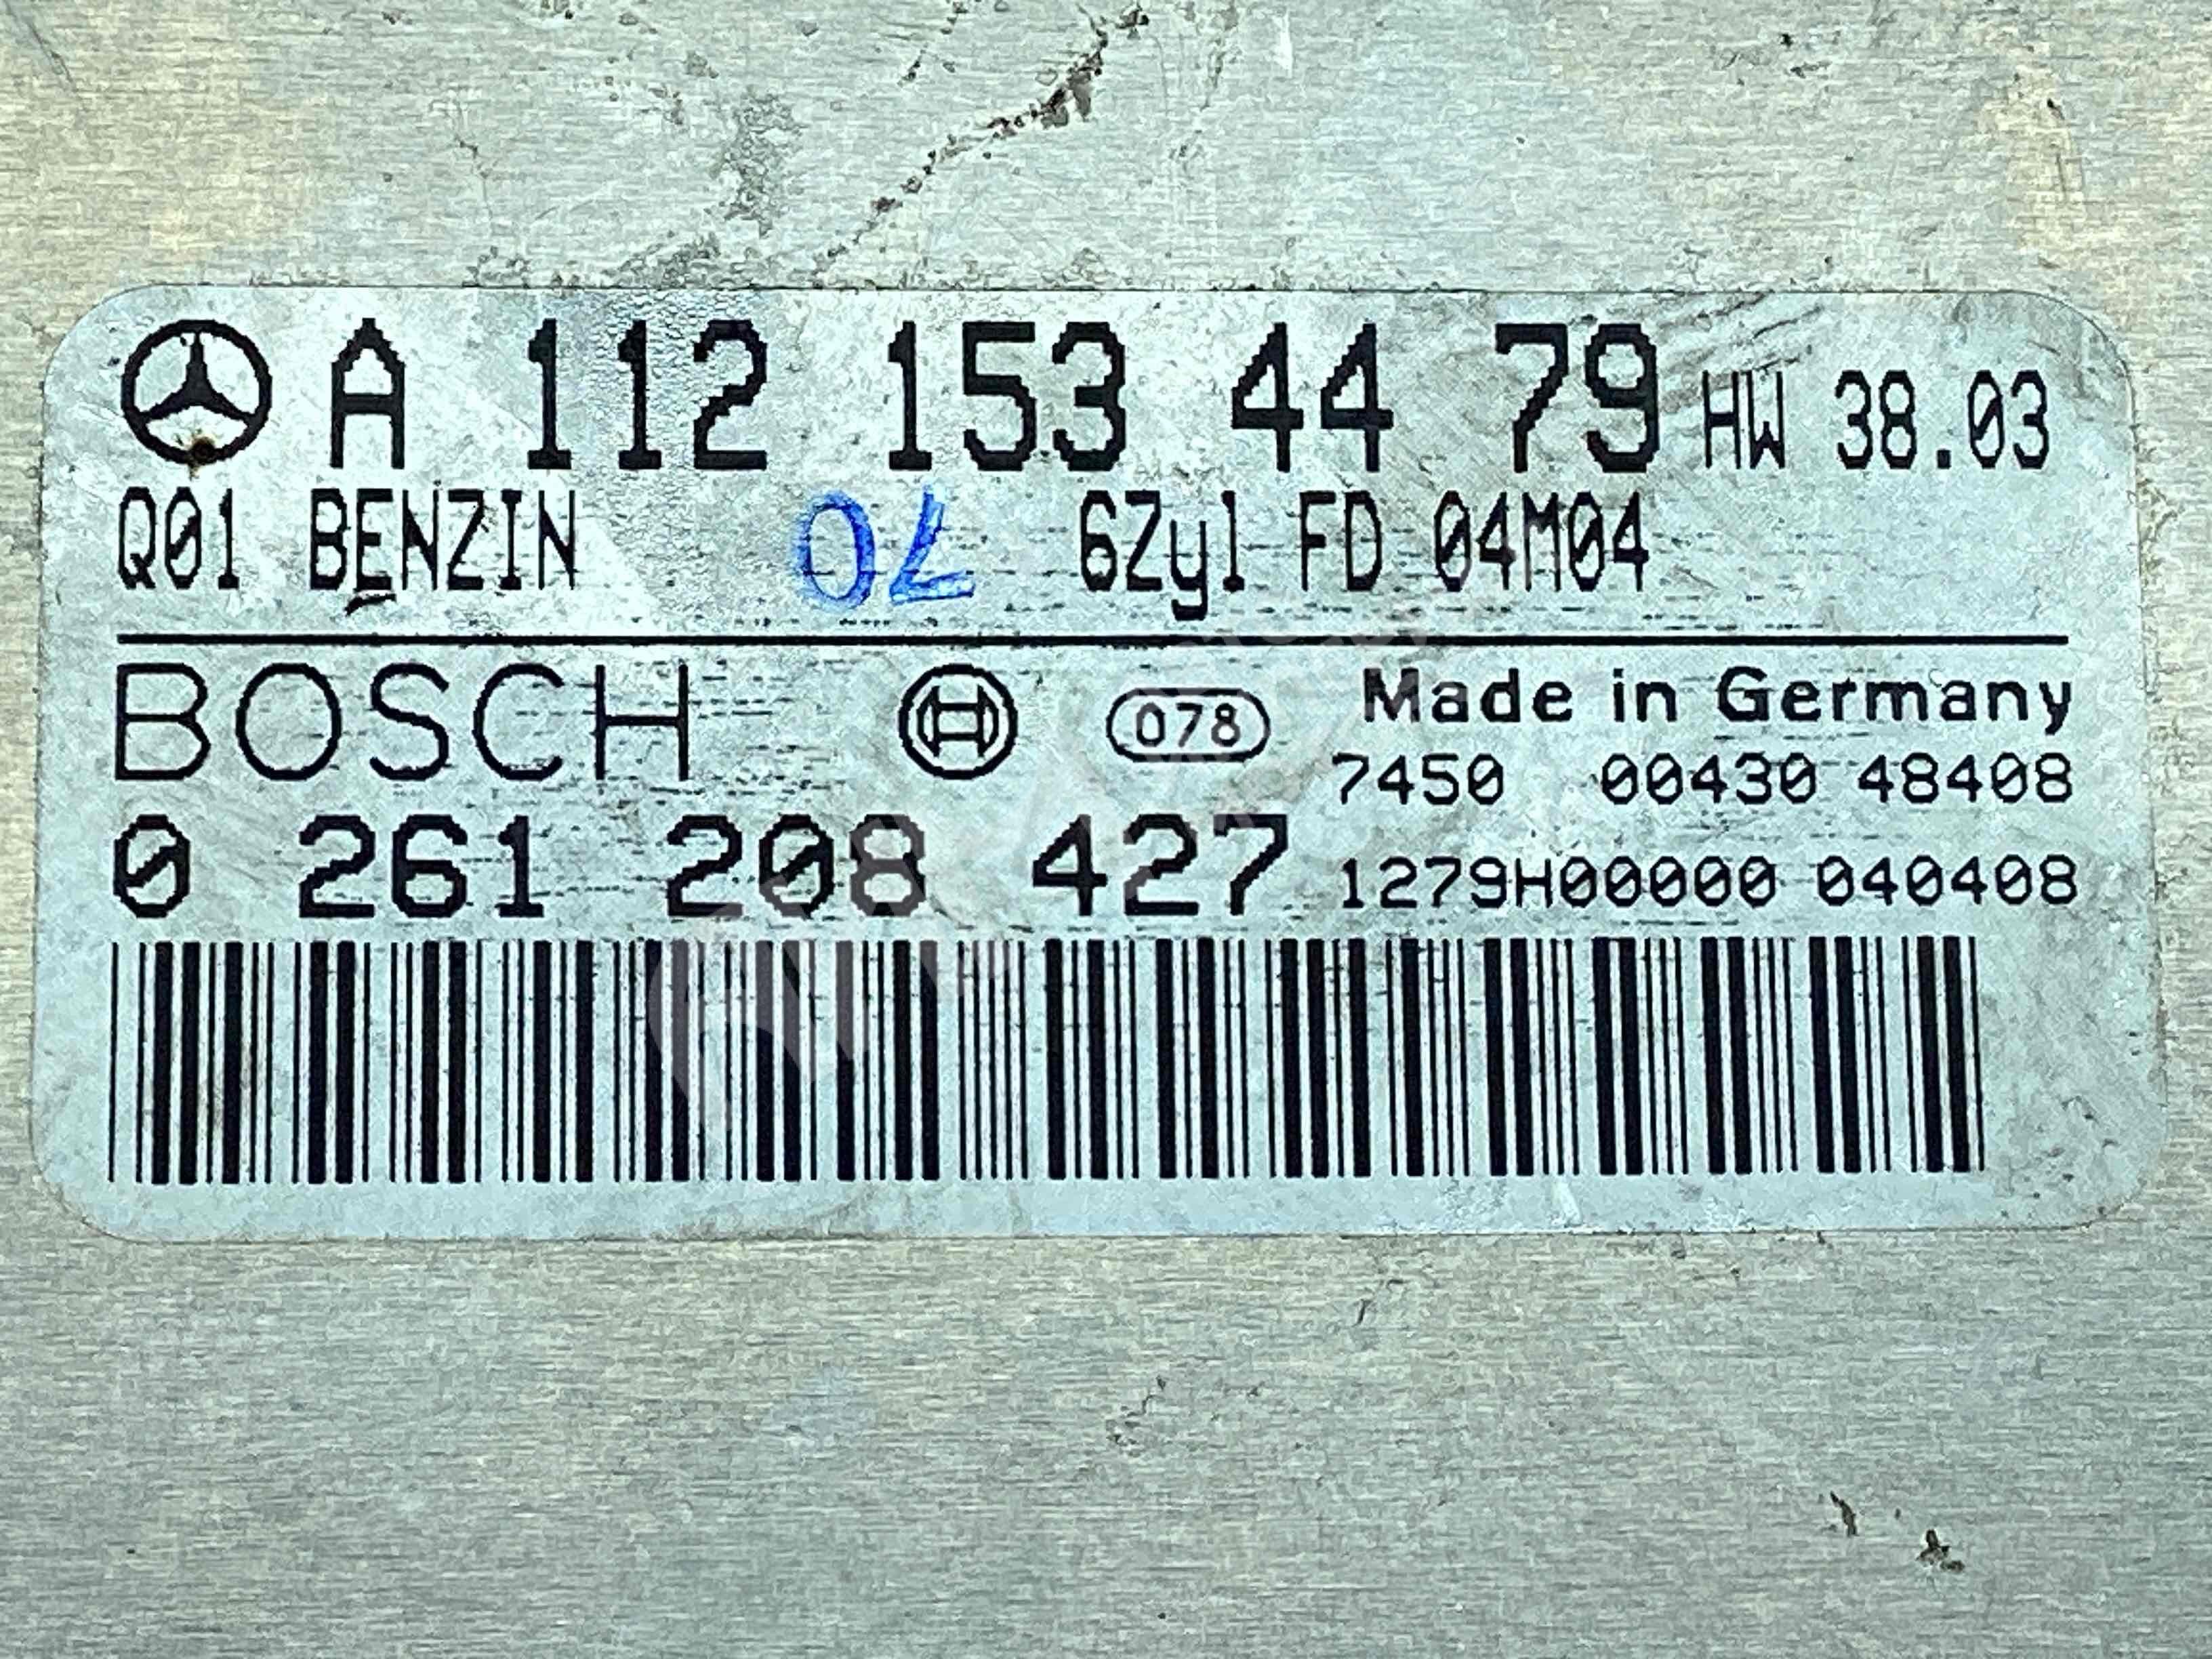 A 112 153 44 79 HW 38.03
Q01 BENZIN 07 6Zyl FD 04M04
BOSCH 078 Made in Germany
7450 00430 48408
0 261 208 427 1279H00000 040408